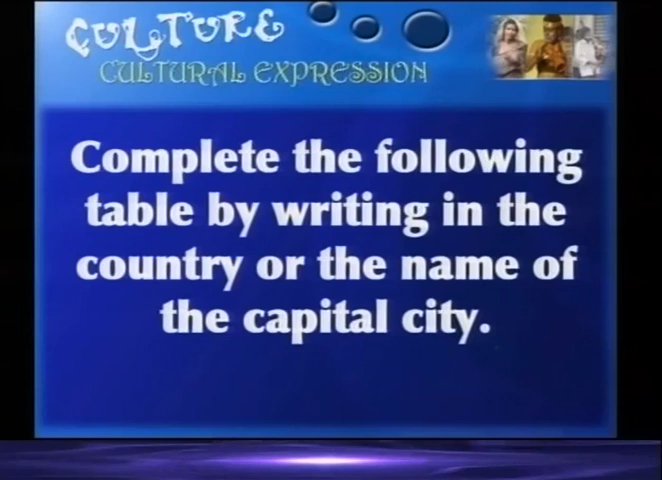 CULTURE
CULTURAL EXPRESSION
Complete the following
table by writing in the
country or the name of
the capital city.